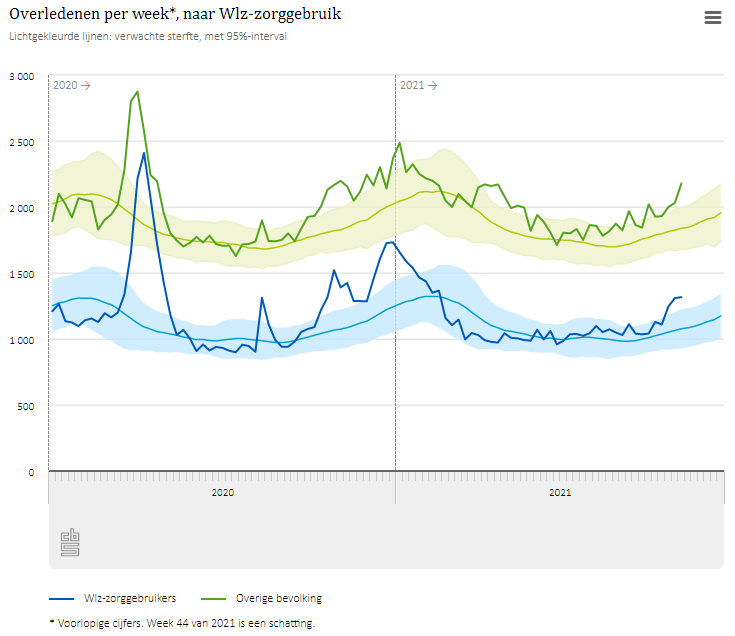 Overledenen per week*, naar Wlz-zorggebruik
Lichtgekleurde lijnen: verwachte sterfte, met 95%-interval
3 000
2020 →
2021 →
2 500
2 000
1 500
1 000
500
0
2020
2021
cbs
Wlz-zorggebruikers
Overige bevolking
* Voorlopige cijfers. Week 44 van 2021 is een schatting.